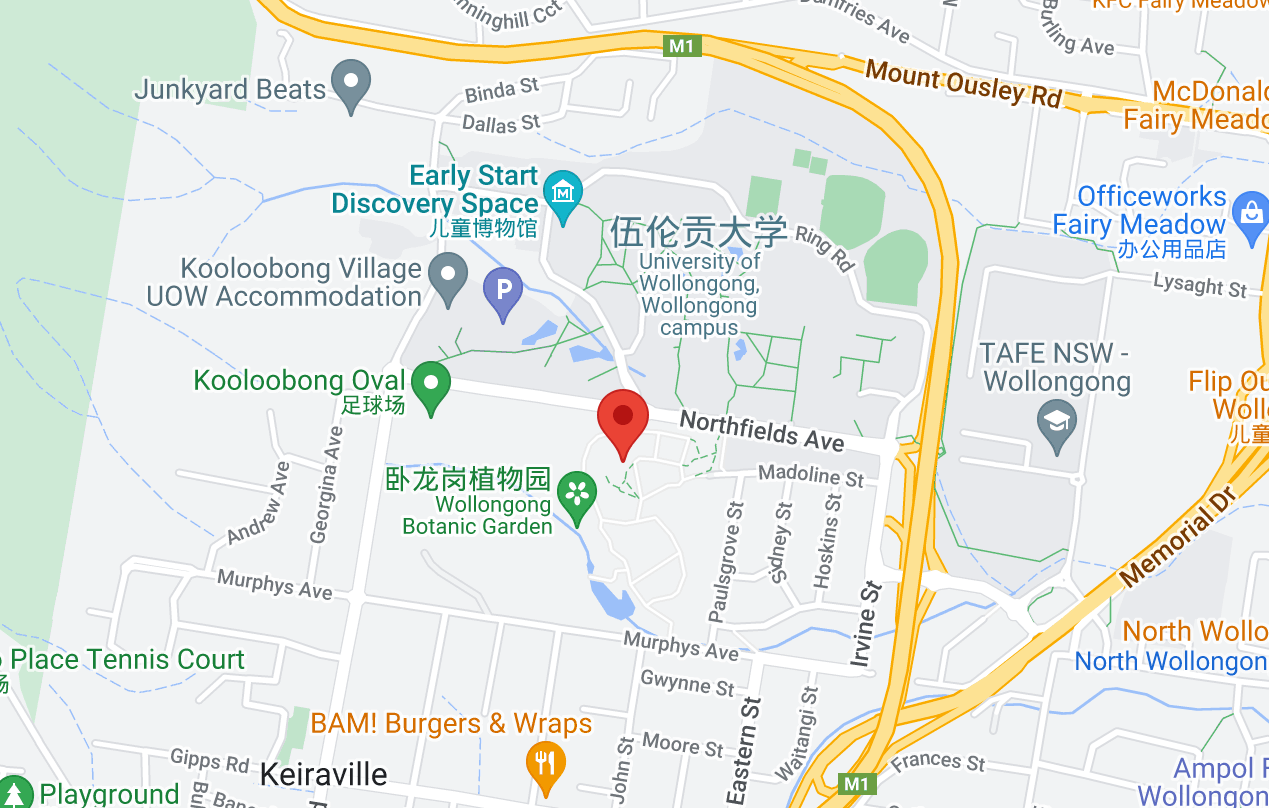 nninghill Cct
Dumfries Ave
Burling Ave
KFC Fairy Meadow
M1
Mount Ousley Rd
Junkyard Beats
Binda St
Dallas St
McDonald
Fairy Meado
Early Start
Discovery Space
儿童博物馆
Officeworks
Fairy Meadow
办公用品店
伍伦贡大学
University of
Wollongong,
Wollongong
campus
Ring Rd
Kooloobong Village
UOW Accommodation
P
Lysaght St
TAFE NSW -
Wollongong
Kooloobong Oval
足球场
Flip Ou
Woll
儿童
Northfields Ave
Georgina Ave
Andrew Ave
卧龙岗植物园
Wollongong
Botanic Garden
Madoline St
Paulsgrove St
Sidney St
Hoskins St
Memorial Dr
Murphys Ave
Irvine St
Murphys Ave
North Wollo
North Wollongon
Place Tennis Court
场
Gwynne St
Eastern St
Waitangi St
BAM! Burgers & Wraps
Gipps Rd
Keiraville
John St
Moore St
M1
Frances St
Ampol F
Wollong
Playground